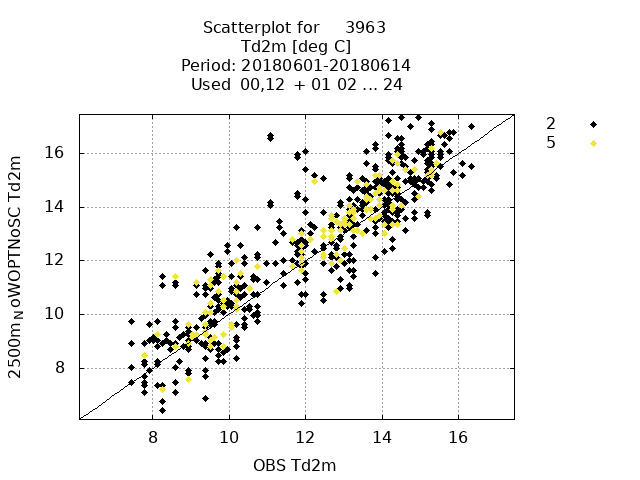 Scatterplot for 3963
Td2m [deg C]
Period: 20180601-20180614
Used 00,12 + 01 02 ... 24
2
5
16
14
12
10
8
2500m_NoWOPTNoSC Td2m
8 10 12 14 16
OBS Td2m